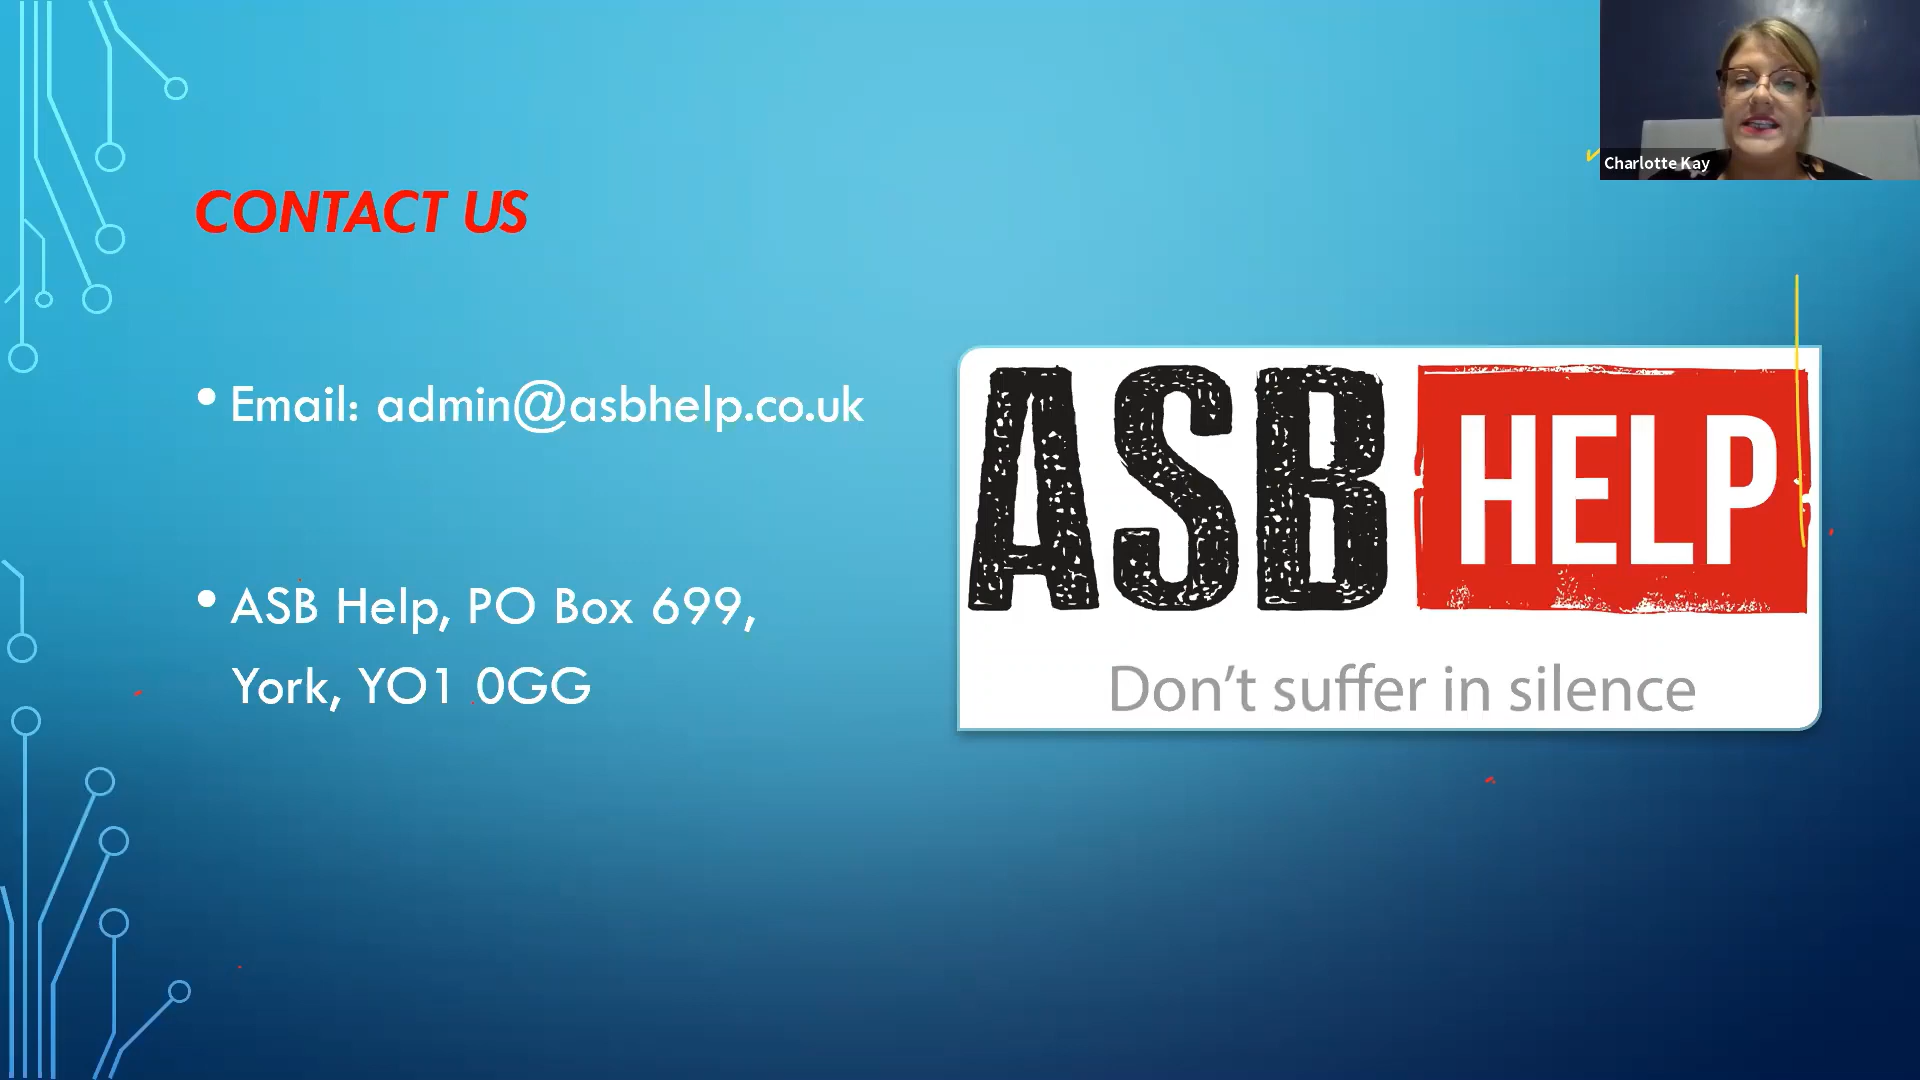 Charlotte Kay
CONTACT US
• Email: admin@asbhelp.co.uk
• ASB Help, PO Box 699,
York, YO1 0GG
ASB HELP
Don't suffer in silence